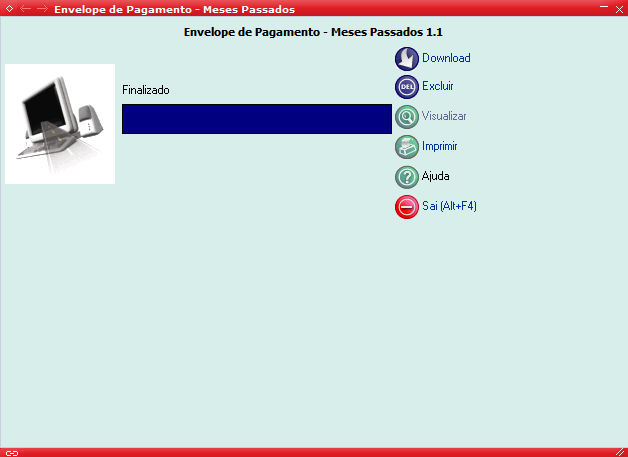 Envelope de Pagamento - Meses Passados
Envelope de Pagamento - Meses Passados 1.1
Download
Finalizado
DEL
Excluir
Visualizar
Imprimir
Ajuda
Sai (Alt+F4)